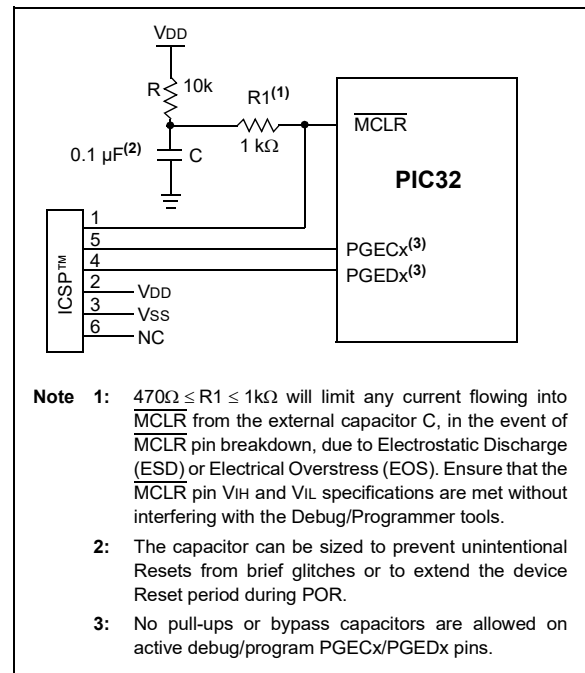 VDD
R 10k
R1(1)
1 kΩ
0.1 µF(2) C
MCLR
PIC32
PGECx(3)
PGEDx(3)
ICSP™
1
5
4
2 VDD
3 VSS
6 NC
Note 1: 470Ω ≤ R1 ≤ 1kΩ will limit any current flowing into
MCLR from the external capacitor C, in the event of
MCLR pin breakdown, due to Electrostatic Discharge
(ESD) or Electrical Overstress (EOS). Ensure that the
MCLR pin VIH and VIL specifications are met without
interfering with the Debug/Programmer tools.
2: The capacitor can be sized to prevent unintentional
Resets from brief glitches or to extend the device
Reset period during POR.
3: No pull-ups or bypass capacitors are allowed on
active debug/program PGECx/PGEDx pins.